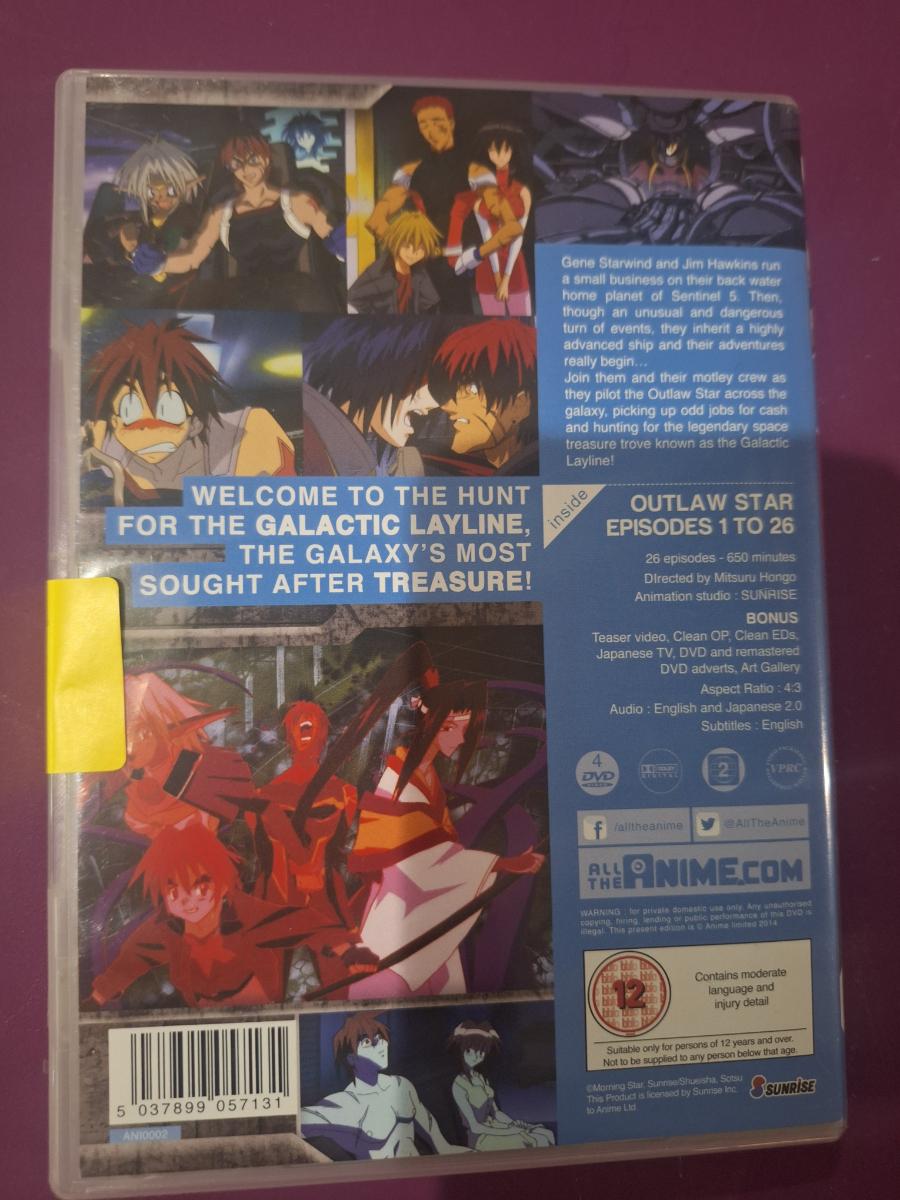 Gene Starwind and Jim Hawkins run
a small business on their back water
home planet of Sentinel 5. Then,
though an unusual and dangerous
turn of events, they inherit a highly
advanced ship and their adventures
really begin...
Join them and their motley crew as
they pilot the Outlaw Star across the
galaxy, picking up odd jobs for cash
and hunting for the legendary space
treasure trove known as the Galactic
Layline!
WELCOME TO THE HUNT
FOR THE GALACTIC LAYLINE,
THE GALAXY'S MOST
SOUGHT AFTER TREASURE!
inside
OUTLAW STAR
EPISODES 1 TO 26
26 episodes - 650 minutes
DIrected by Mitsuru Hongo
Animation studio : SUNRISE
BONUS
Teaser video, Clean OP, Clean EDs,
Japanese TV, DVD and remastered
DVD adverts, Art Gallery
Aspect Ratio : 4:3
Audio : English and Japanese 2.0
Subtitles : English
4
DVD
VIDEO
DOLBY
DIGITAL
2
VPRC
/alltheanime
@AllTheAnime
ALL THE ANIME.COM
WARNING : for private domestic use only. Any unauthorised
copying, hiring, lending or public performance of this DVD is
illegal. This present edition is © Anime limited 2014
12
Contains moderate
language and
injury detail
Suitable only for persons of 12 years and over.
Not to be supplied to any person below that age.
©Morning Star, Sunrise/Shueisha, Sotsu
This Product is licensed by Sunrise Inc.
to Anime Ltd
SUNRISE
5 037899 057131
ANI0002